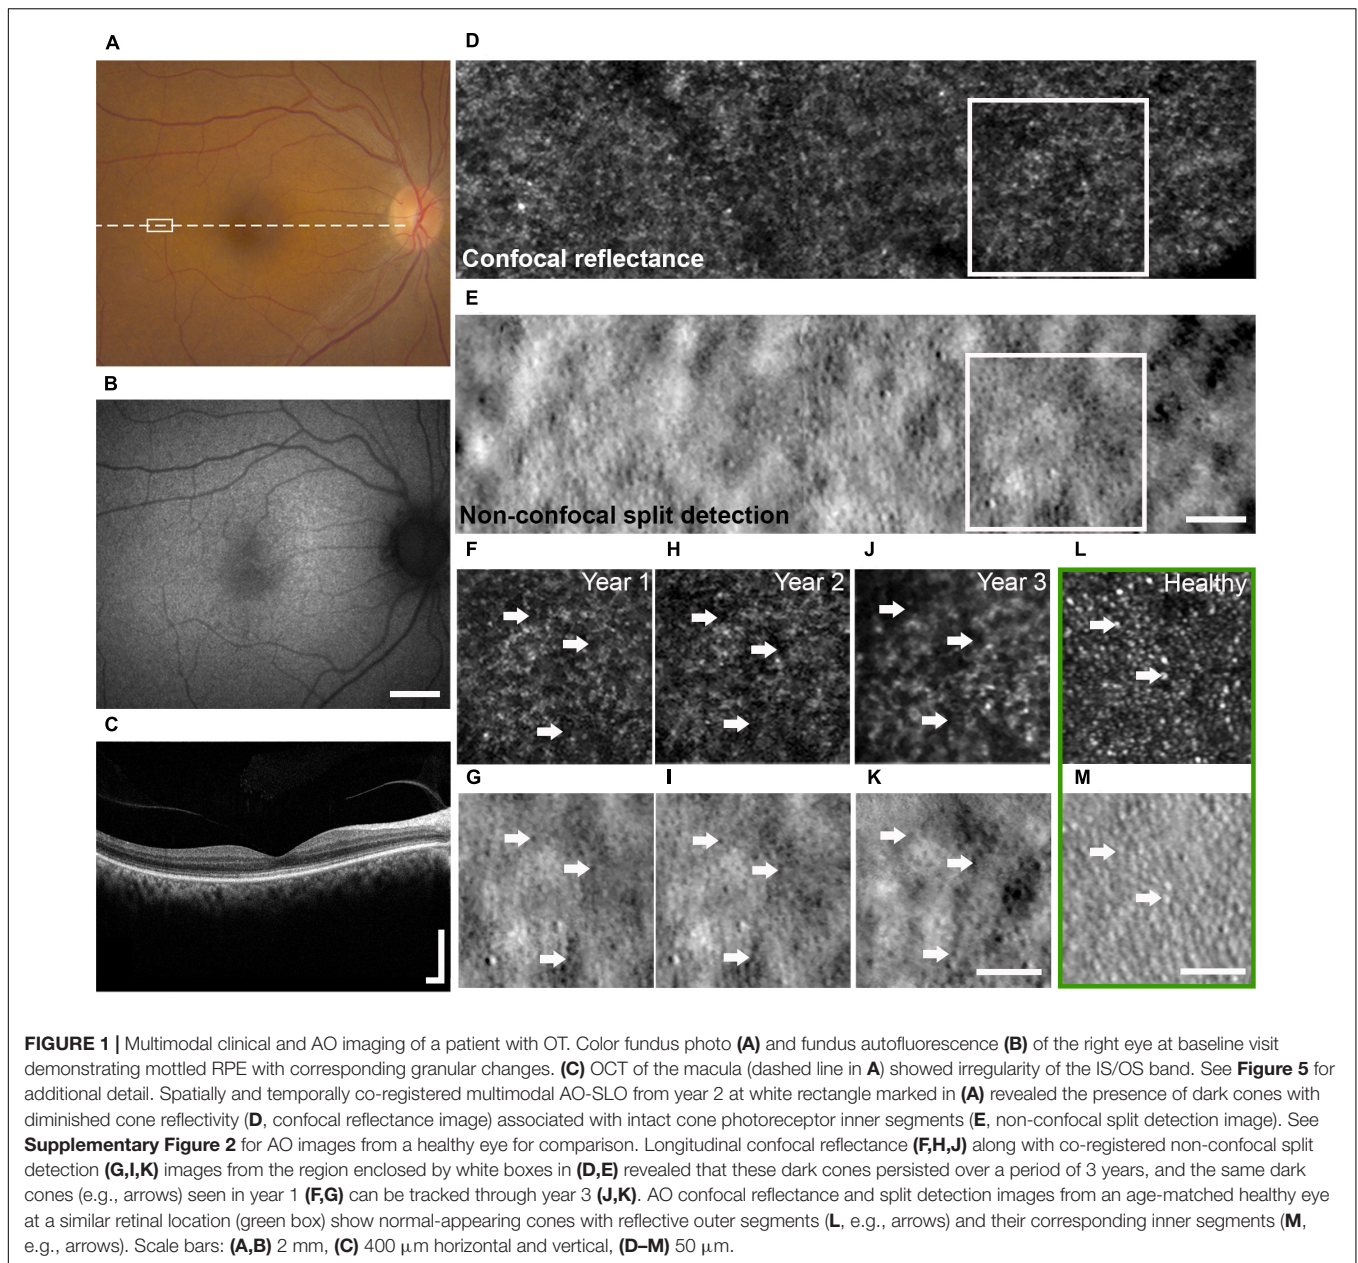 A
D
Confocal reflectance
E
B
Non-confocal split detection
F
H
J
L
Year 1
Year 2
Year 3
Healthy
C
G
I
K
M
FIGURE 1 | Multimodal clinical and AO imaging of a patient with OT. Color fundus photo (A) and fundus autofluorescence (B) of the right eye at baseline visit
demonstrating mottled RPE with corresponding granular changes. (C) OCT of the macula (dashed line in A) showed irregularity of the IS/OS band. See Figure 5 for
additional detail. Spatially and temporally co-registered multimodal AO-SLO from year 2 at white rectangle marked in (A) revealed the presence of dark cones with
diminished cone reflectivity (D, confocal reflectance image) associated with intact cone photoreceptor inner segments (E, non-confocal split detection image). See
Supplementary Figure 2 for AO images from a healthy eye for comparison. Longitudinal confocal reflectance (F,H,J) along with co-registered non-confocal split
detection (G,I,K) images from the region enclosed by white boxes in (D,E) revealed that these dark cones persisted over a period of 3 years, and the same dark
cones (e.g., arrows) seen in year 1 (F,G) can be tracked through year 3 (J,K). AO confocal reflectance and split detection images from an age-matched healthy eye
at a similar retinal location (green box) show normal-appearing cones with reflective outer segments (L, e.g., arrows) and their corresponding inner segments (M,
e.g., arrows). Scale bars: (A,B) 2 mm, (C) 400 μm horizontal and vertical, (D–M) 50 μm.